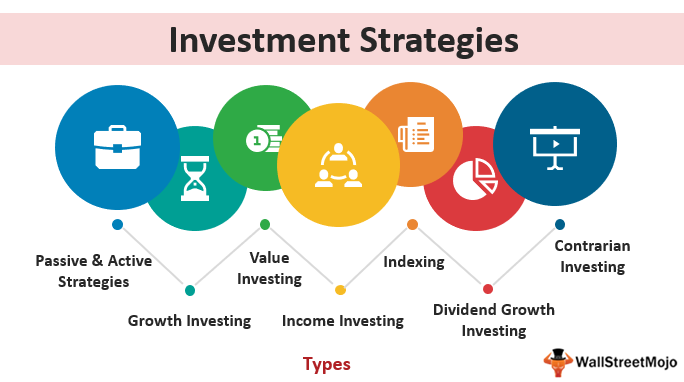 Investment Strategies
1
Passive & Active
Strategies
Growth Investing
Value
Investing
Income Investing
Indexing
Dividend Growth
Investing
Contrarian
Investing
Types
WallStreetMojo